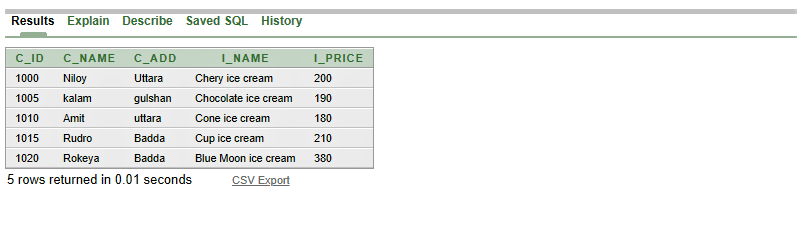 Results Explain Describe Saved SQL History
C_ID C_NAME C_ADD I_NAME I_PRICE
1000 Niloy Uttara Chery ice cream 200
1005 kalam gulshan Chocolate ice cream 190
1010 Amit uttara Cone ice cream 180
1015 Rudro Badda Cup ice cream 210
1020 Rokeya Badda Blue Moon ice cream 380
5 rows returned in 0.01 seconds CSV Export